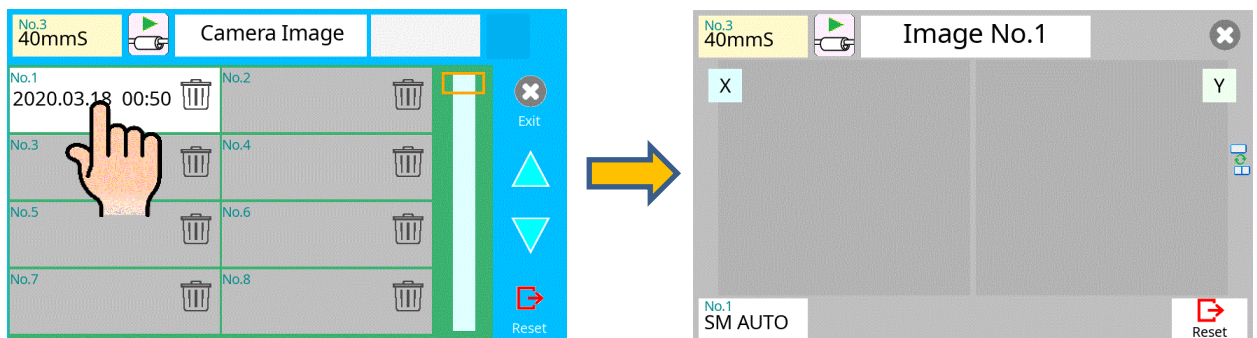 No.3
40mmS
Camera Image
No.1
2020.03.18 00:50
No.2
No.3
No.4
No.5
No.6
No.7
No.8
Exit
Reset
No.3
40mmS
Image No.1
X
Y
No.1
SM AUTO
Reset